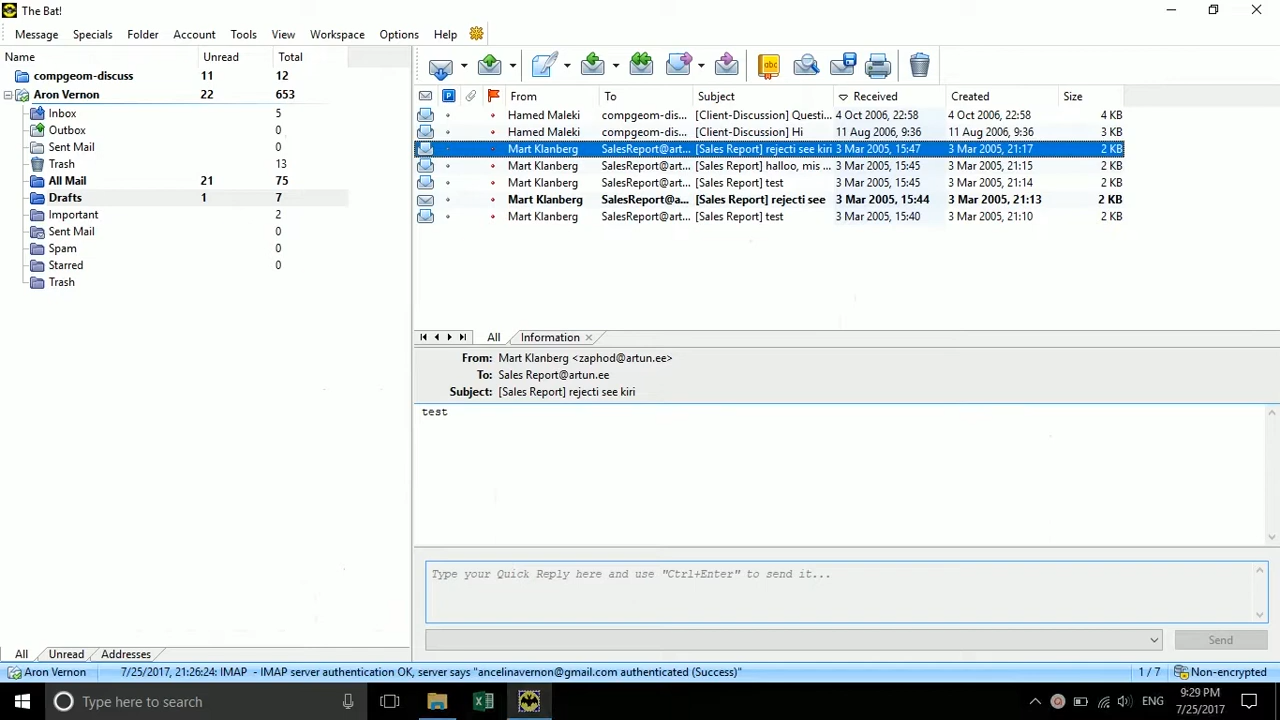 The Bat!
Message Specials Folder Account Tools View Workspace Options Help
Name Unread Total
compgeom-discuss 11 12
Aron Vernon 22 653
Inbox 5
Outbox 0
Sent Mail 0
Trash 13
All Mail 21 75
Drafts 1 7
Important 2
Sent Mail 0
Spam 0
Starred 0
Trash
All Unread Addresses
abc
P From To Subject Received Created Size
Hamed Maleki compgeom-dis... [Client-Discussion] Questi... 4 Oct 2006, 22:58 4 Oct 2006, 22:58 4 KB
Hamed Maleki compgeom-dis... [Client-Discussion] Hi 11 Aug 2006, 9:36 11 Aug 2006, 9:36 3 KB
Mart Klanberg SalesReport@art... [Sales Report] rejecti see kiri 3 Mar 2005, 15:47 3 Mar 2005, 21:17 2 KB
Mart Klanberg SalesReport@art... [Sales Report] halloo, mis ... 3 Mar 2005, 15:45 3 Mar 2005, 21:15 2 KB
Mart Klanberg SalesReport@art... [Sales Report] test 3 Mar 2005, 15:45 3 Mar 2005, 21:14 2 KB
Mart Klanberg SalesReport@a... [Sales Report] rejecti see 3 Mar 2005, 15:44 3 Mar 2005, 21:13 2 KB
Mart Klanberg SalesReport@art... [Sales Report] test 3 Mar 2005, 15:40 3 Mar 2005, 21:10 2 KB
All Information
From: Mart Klanberg <zaphod@artun.ee>
To: Sales Report@artun.ee
Subject: [Sales Report] rejecti see kiri
test
Type your Quick Reply here and use "Ctrl+Enter" to send it...
Send
Aron Vernon 7/25/2017, 21:26:24: IMAP - IMAP server authentication OK, server says "ancelinavernon@gmail.com authenticated (Success)" 1 / 7 Non-encrypted
Type here to search
ENG
9:29 PM
7/25/2017